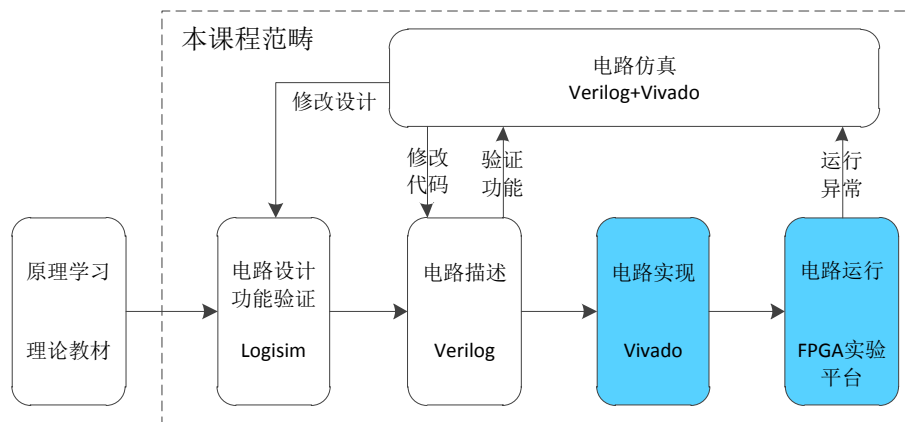 本课程范畴
电路仿真
Verilog+Vivado
修改设计
修改
代码
验证
功能
运行
异常
原理学习
理论教材
电路设计
功能验证
Logisim
电路描述
Verilog
电路实现
Vivado
电路运行
FPGA实验
平台